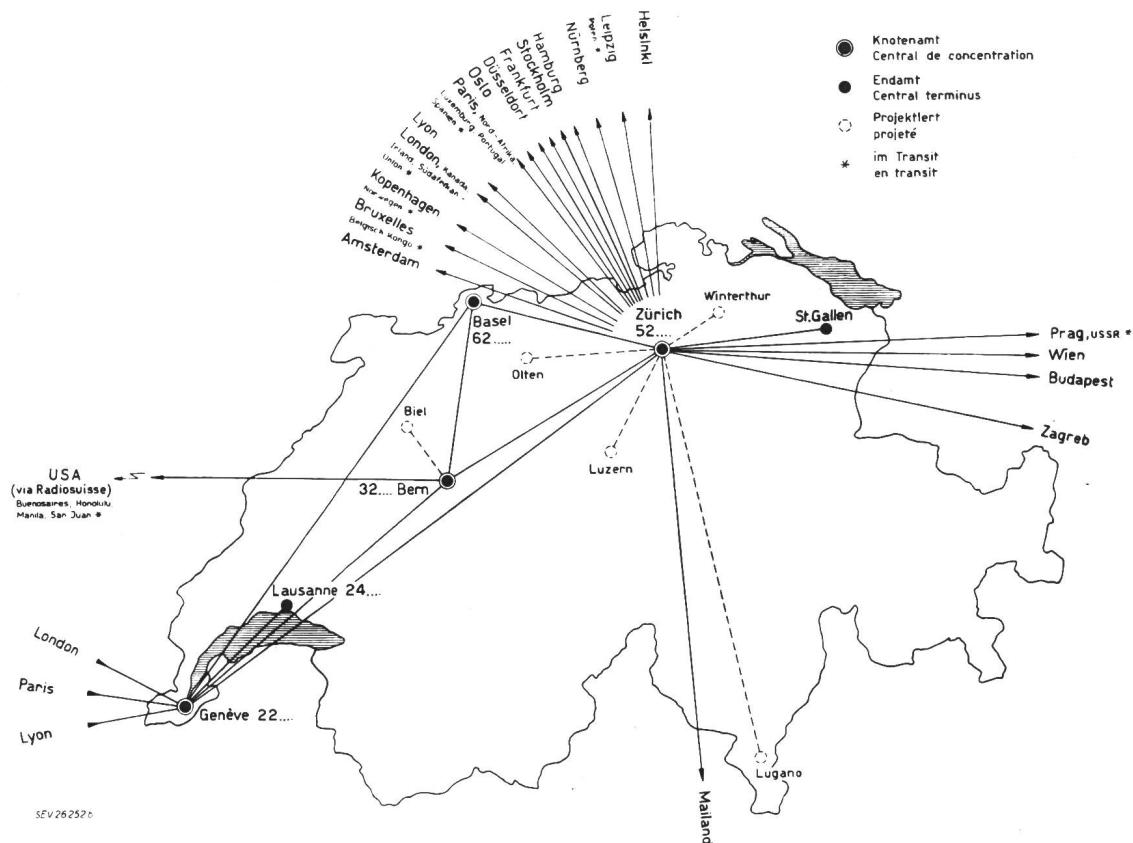 Helsinki
Leipzig
Polen *
Nürnberg
Hamburg
Stockholm
Frankfurt
Düsseldorf
Oslo
Paris, Nord-Afrika,
Luxemburg, Portugal
Spanien *
Lyon
London, Kanada,
Irland, Südafrikan.-
Union *
Kopenhagen
Norwegen *
Bruxelles
Belgisch Kongo *
Amsterdam
Knotenamt
Central de concentration
Endamt
Central terminus
Projektiert
projeté
* im Transit
en transit
Basel
62....
Zürich
52....
Winterthur
St.Gallen
Olten
Biel
Luzern
Prag, USSR *
Wien
Budapest
Zagreb
USA
(via Radiosuisse)
Buenosaires, Honolulu,
Manila, San Juan *
32.... Bern
Lausanne 24....
London
Paris
Lyon
Genève 22....
Lugano
Mailand
SEV 26252b